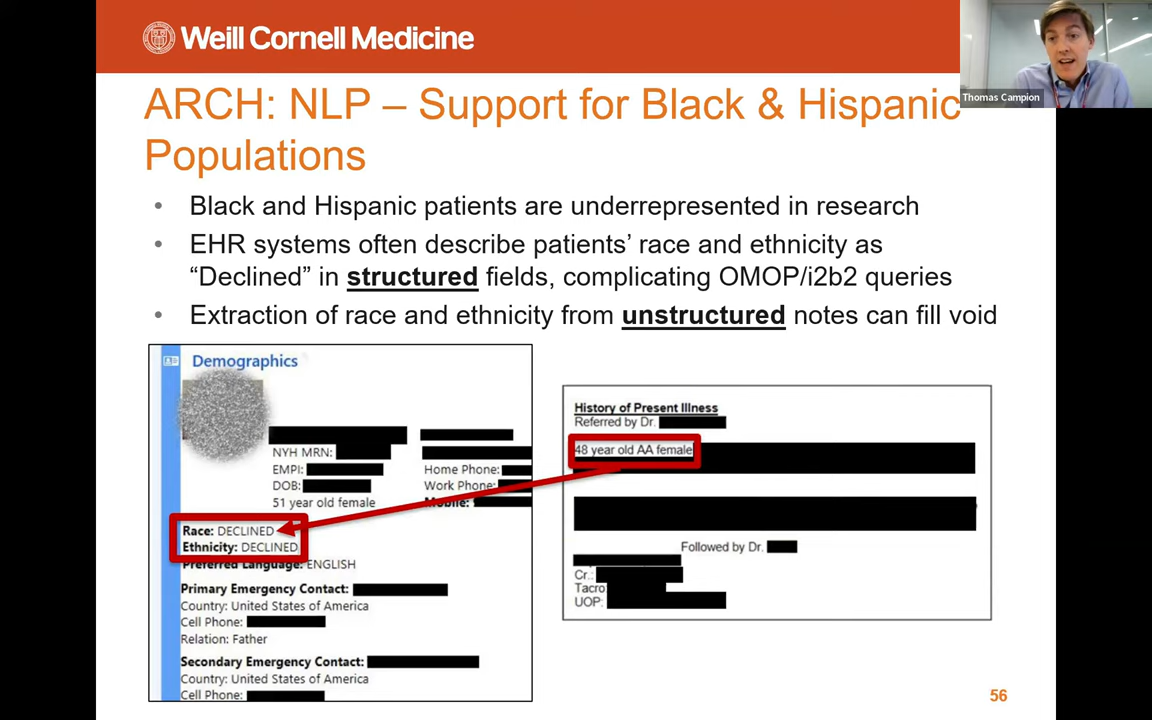 Weill Cornell Medicine
Thomas Campion
ARCH: NLP – Support for Black & Hispanic
Populations
• Black and Hispanic patients are underrepresented in research
• EHR systems often describe patients’ race and ethnicity as
“Declined” in structured fields, complicating OMOP/i2b2 queries
• Extraction of race and ethnicity from unstructured notes can fill void
Demographics
NYH MRN:
EMPI:
DOB:
51 year old female
Home Phone:
Work Phone:
Mobile:
Race: DECLINED
Ethnicity: DECLINED
Preferred Language: ENGLISH
Primary Emergency Contact:
Country: United States of America
Cell Phone:
Relation: Father
Secondary Emergency Contact:
Country: United States of America
Cell Phone:
History of Present Illness
Referred by Dr.
48 year old AA female
Followed by Dr.
Cr.:
Tacro
UOP:
56